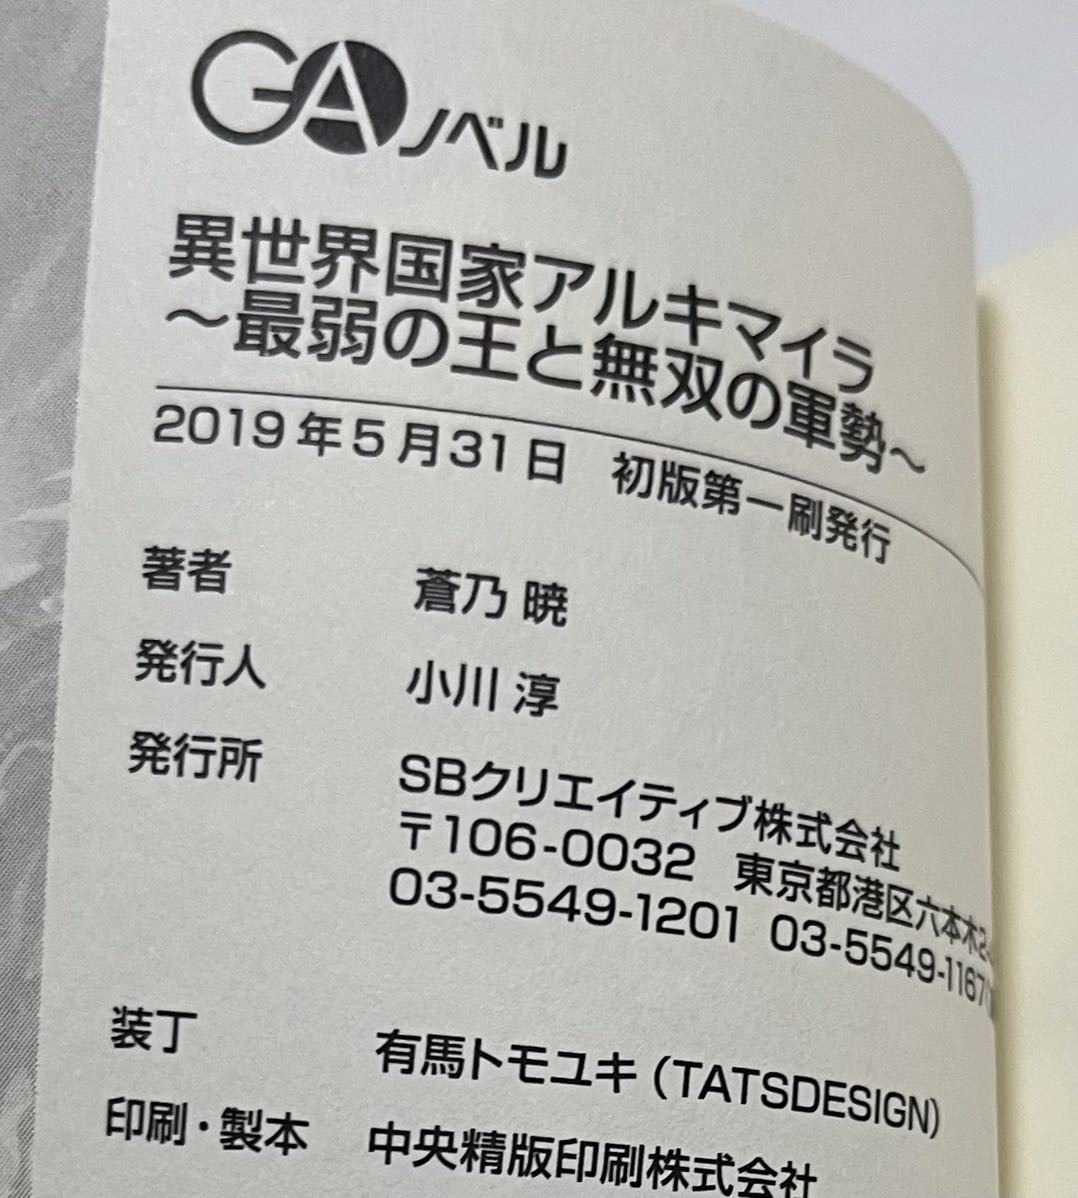 GAノベル
異世界国家アルキマイラ
～最弱の王と無双の軍勢～
2019年5月31日　初版第一刷発行
著者　蒼乃 暁
発行人　小川 淳
発行所　SBクリエイティブ株式会社
〒106-0032　東京都港区六本木2
03-5549-1201　03-5549-1167
装丁　有馬トモユキ（TATSDESIGN）
印刷・製本　中央精版印刷株式会社